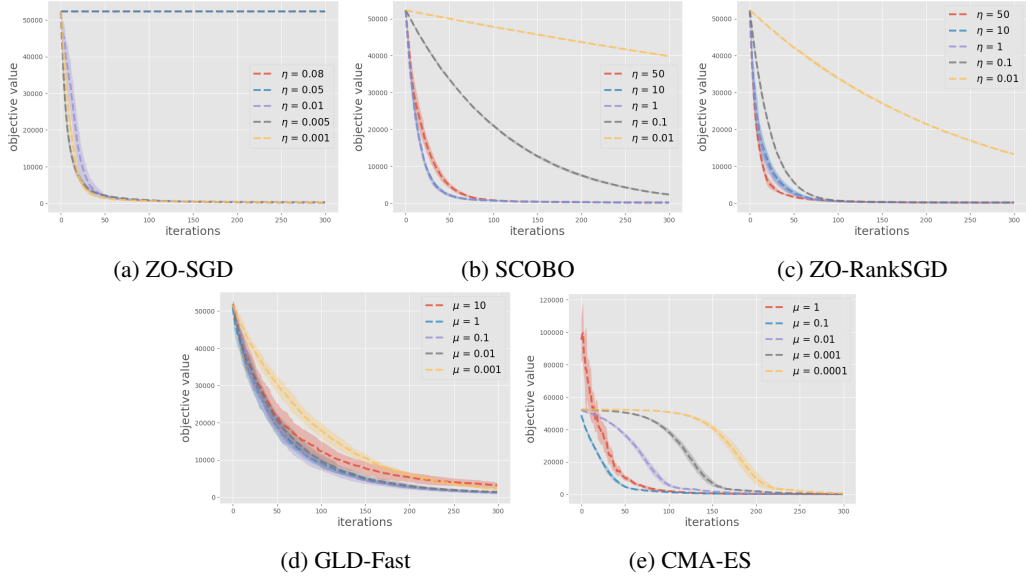 50000
40000
30000
20000
10000
0
objective value
η = 0.08
η = 0.05
η = 0.01
η = 0.005
η = 0.001
0 50 100 150 200 250 300
iterations
(a) ZO-SGD
50000
40000
30000
20000
10000
0
objective value
η = 50
η = 10
η = 1
η = 0.1
η = 0.01
0 50 100 150 200 250 300
iterations
(b) SCOBO
50000
40000
30000
20000
10000
0
objective value
η = 50
η = 10
η = 1
η = 0.1
η = 0.01
0 50 100 150 200 250 300
iterations
(c) ZO-RankSGD
50000
40000
30000
20000
10000
0
objective value
μ = 10
μ = 1
μ = 0.1
μ = 0.01
μ = 0.001
0 50 100 150 200 250 300
iterations
(d) GLD-Fast
120000
100000
80000
60000
40000
20000
0
objective value
μ = 1
μ = 0.1
μ = 0.01
μ = 0.001
μ = 0.0001
0 50 100 150 200 250 300
iterations
(e) CMA-ES